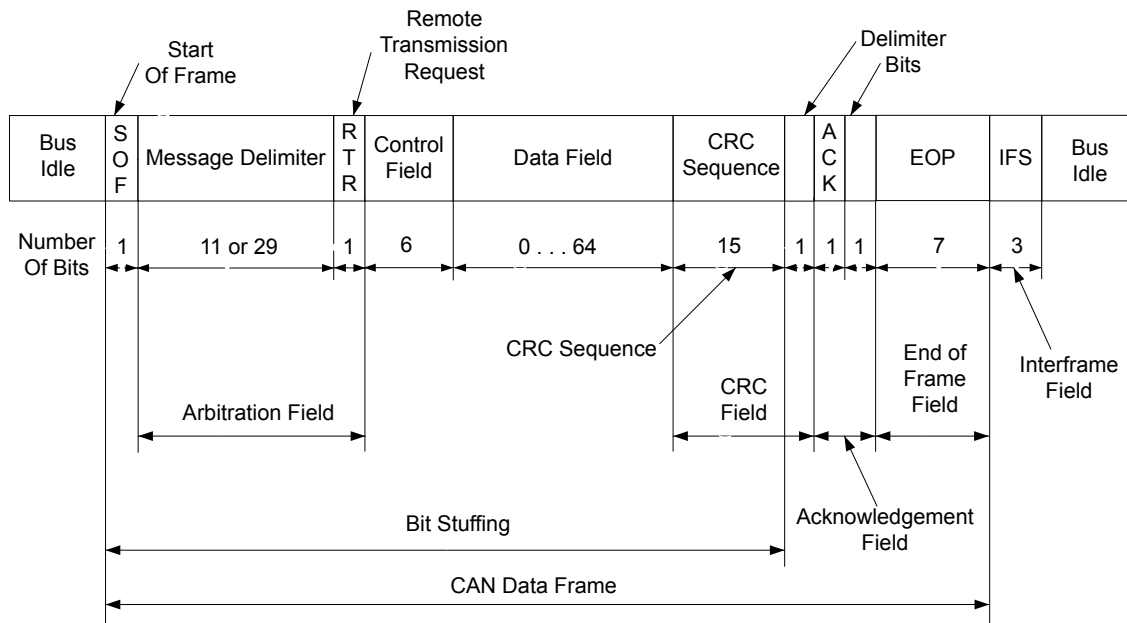 Start
Of Frame
Remote
Transmission
Request
Delimiter
Bits
Bus
Idle
S
O
F
Message Delimiter
R
T
R
Control
Field
Data Field
CRC
Sequence
A
C
K
EOP
IFS
Bus
Idle
Number
Of Bits
1
11 or 29
1
6
0 . . . 64
15
1
1
1
7
3
CRC Sequence
Arbitration Field
CRC
Field
End of
Frame
Field
Interframe
Field
Bit Stuffing
Acknowledgement
Field
CAN Data Frame